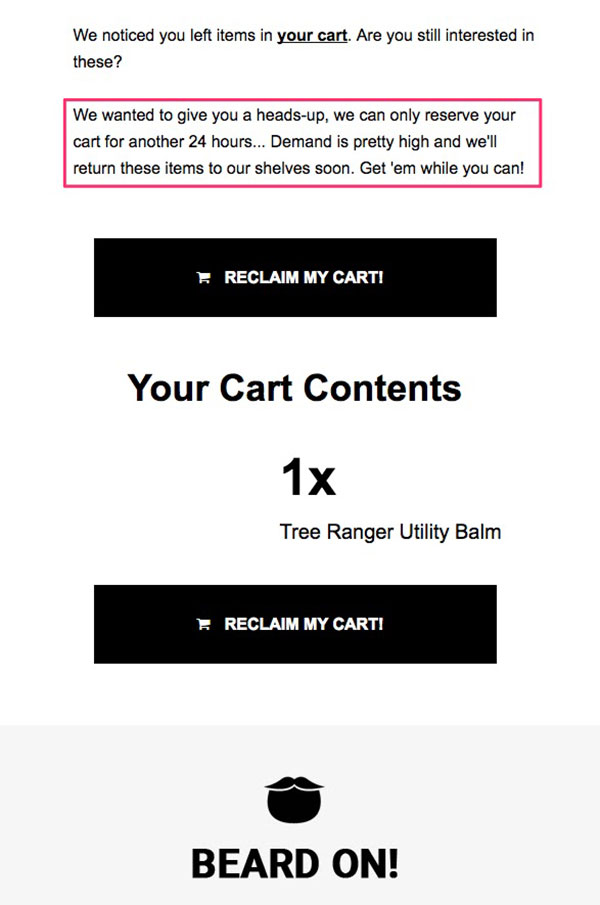 We noticed you left items in your cart. Are you still interested in
these?
We wanted to give you a heads-up, we can only reserve your
cart for another 24 hours... Demand is pretty high and we'll
return these items to our shelves soon. Get 'em while you can!
RECLAIM MY CART!
Your Cart Contents
1x
Tree Ranger Utility Balm
RECLAIM MY CART!
BEARD ON!